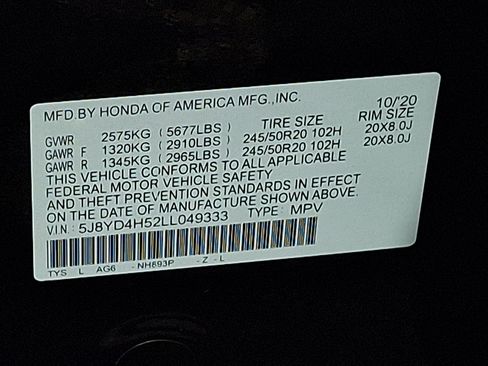 MFD.BY HONDA OF AMERICA MFG.,INC. 10/'20
GVWR 2575KG (5677LBS) TIRE SIZE RIM SIZE
GAWR F 1320KG (2910LBS) 245/50R20 102H 20X8.0J
GAWR R 1345KG (2965LBS) 245/50R20 102H 20X8.0J
THIS VEHICLE CONFORMS TO ALL APPLICABLE
FEDERAL MOTOR VEHICLE SAFETY
AND THEFT PREVENTION STANDARDS IN EFFECT
ON THE DATE OF MANUFACTURE SHOWN ABOVE.
VIN: 5J8YD4H52LL049333 TYPE: MPV
TYS L AG6 -NH893P -Z-L